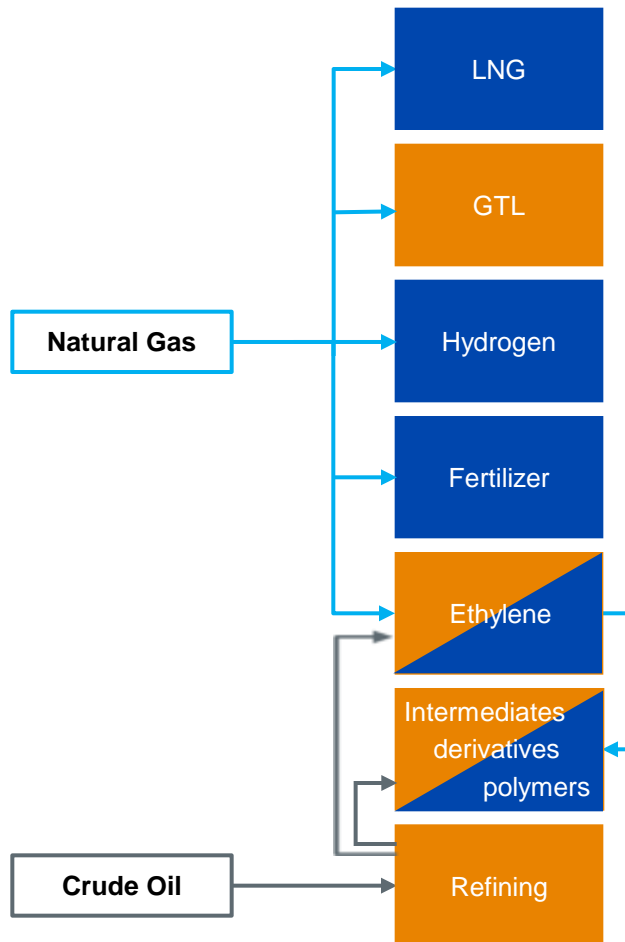 LNG
GTL
Natural Gas
Hydrogen
Fertilizer
Ethylene
Intermediates
derivatives
polymers
Crude Oil
Refining